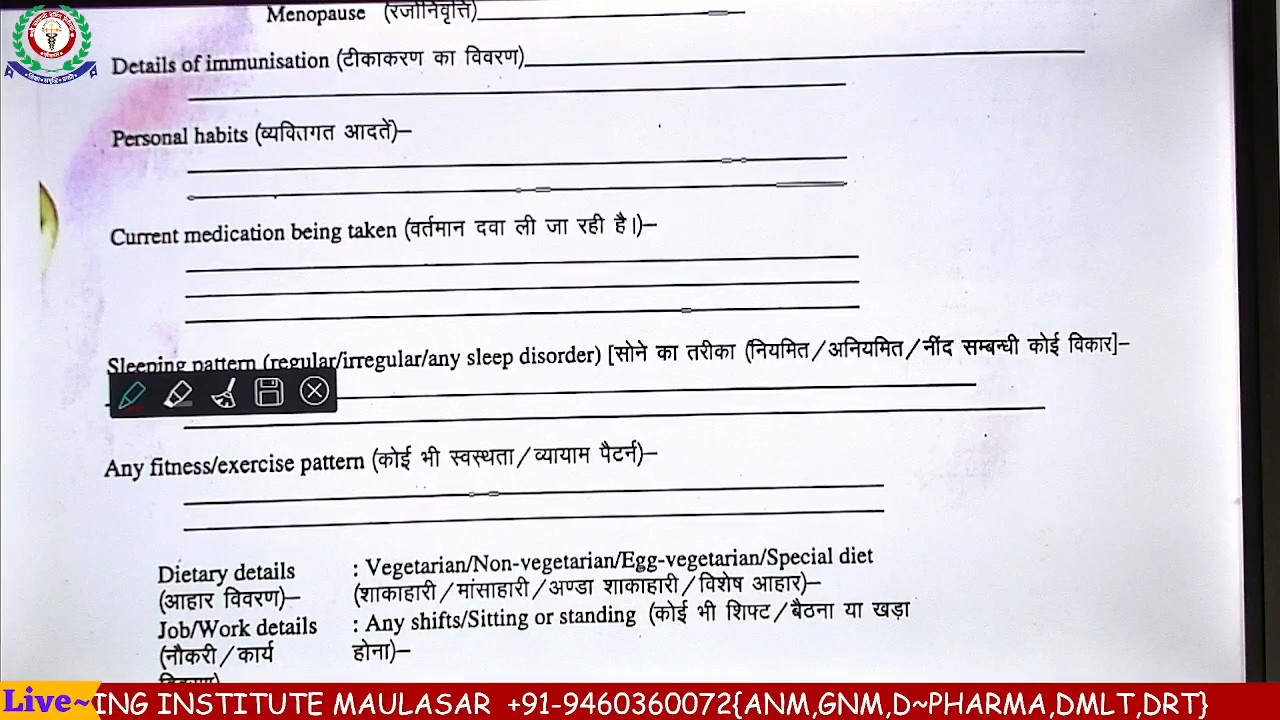 Menopause (रजोनिवृत्ति)
Details of immunisation (टीकाकरण का विवरण)
Personal habits (व्यक्तिगत आदतें)–
Current medication being taken (वर्तमान दवा ली जा रही है।)–
Sleeping pattern (regular/irregular/any sleep disorder) [सोने का तरीका (नियमित/अनियमित/नींद सम्बन्धी कोई विकार]–
Any fitness/exercise pattern (कोई भी स्वस्थता/व्यायाम पैटर्न)–
Dietary details : Vegetarian/Non-vegetarian/Egg-vegetarian/Special diet
(आहार विवरण)– (शाकाहारी/मांसाहारी/अण्डा शाकाहारी/विशेष आहार)–
Job/Work details : Any shifts/Sitting or standing (कोई भी शिफ्ट/बैठना या खड़ा
(नौकरी/कार्य होना)–
विवरण)
Live~ING INSTITUTE MAULASAR +91-9460360072{ANM,GNM,D~PHARMA,DMLT,DRT}